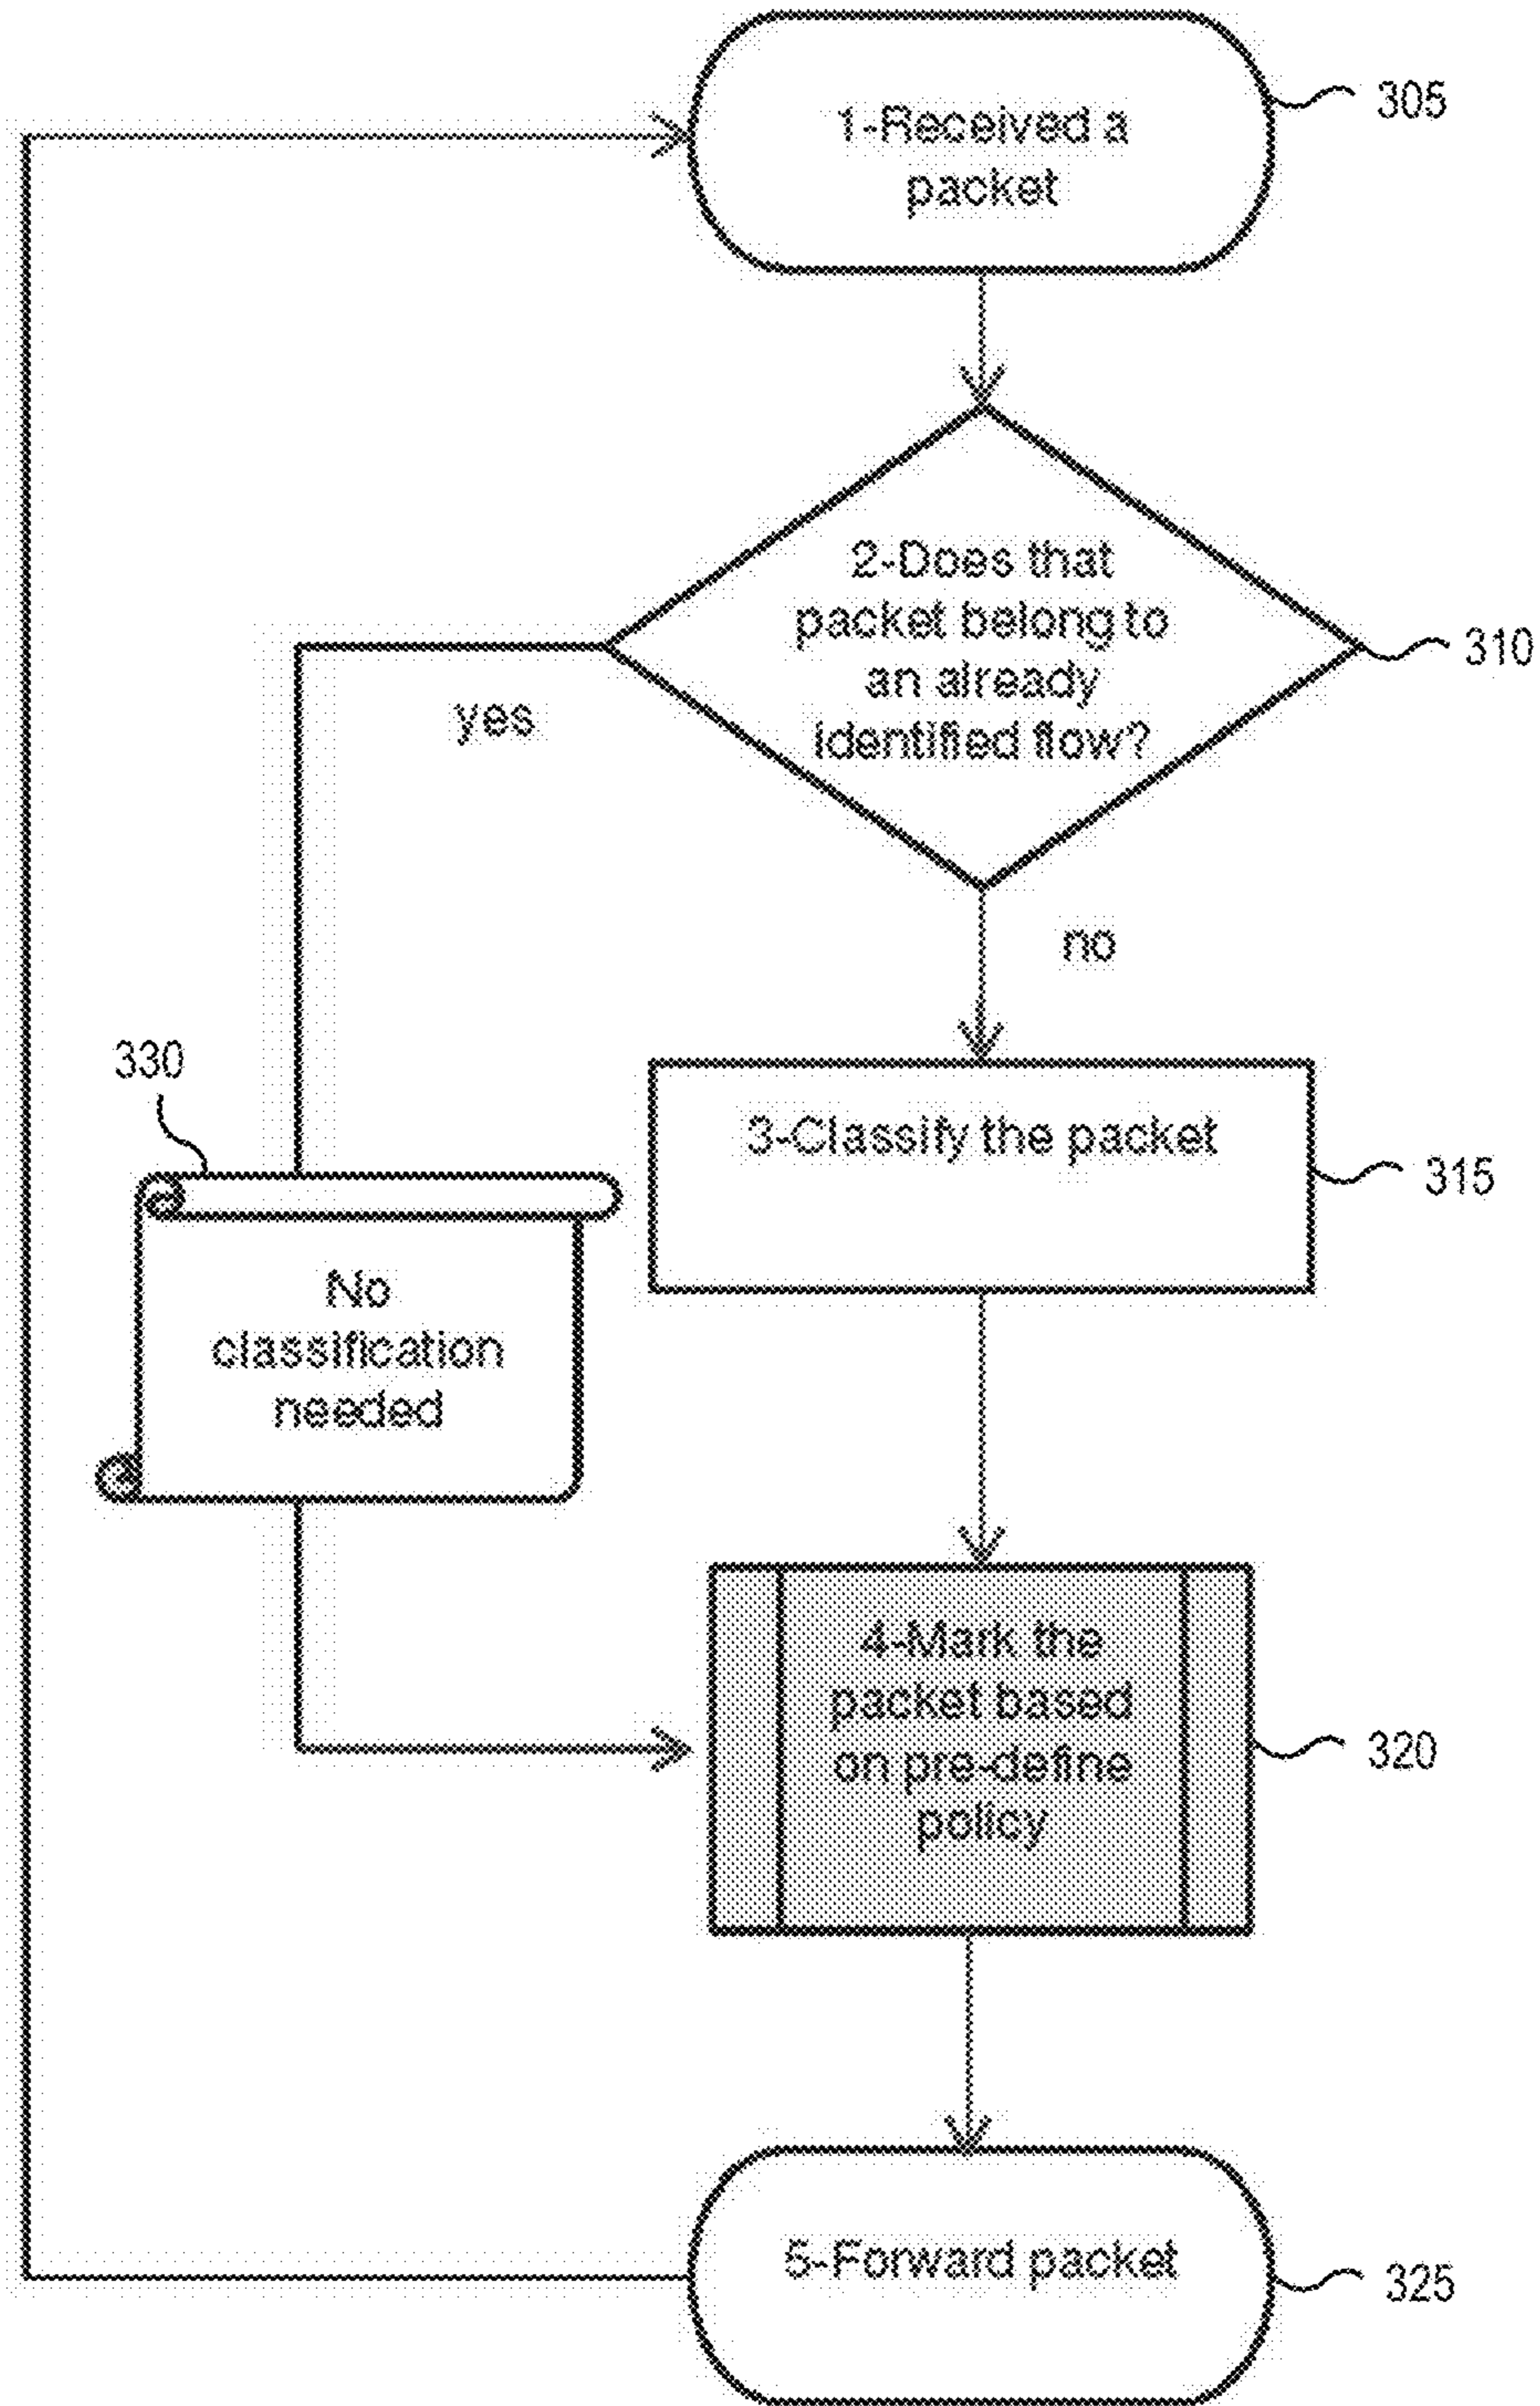 1-Received a
packet
305
2-Does that
packet belong to
an already
identified flow?
310
yes
no
330
3-Classify the packet
315
No
classification
needed
4-Mark the
packet based
on pre-define
policy
320
5-Forward packet
325